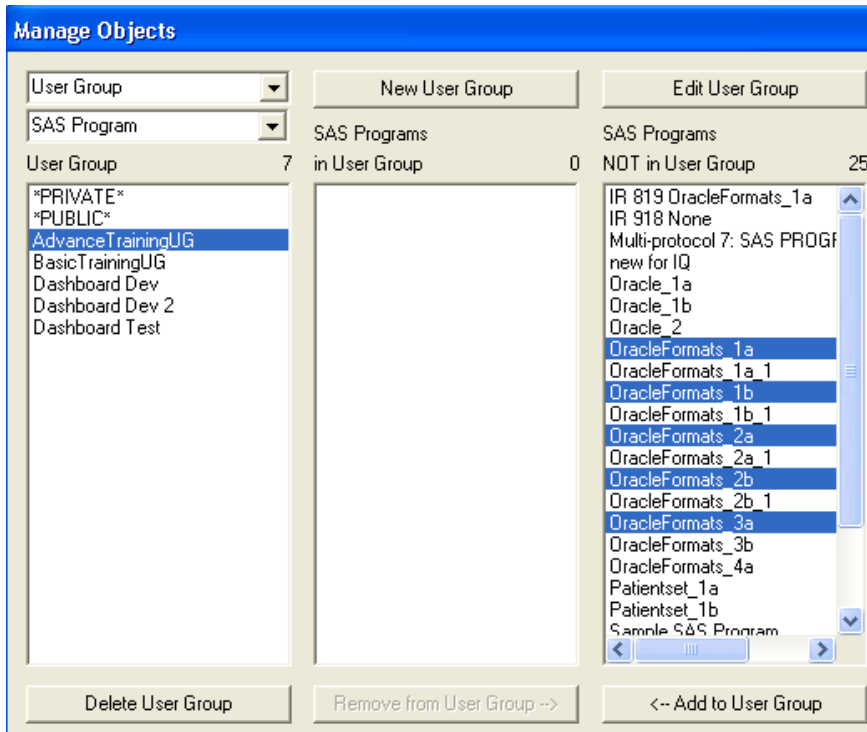 Manage Objects
User Group
New User Group
Edit User Group
SAS Program
SAS Programs
SAS Programs
User Group 7
in User Group 0
NOT in User Group 25
*PRIVATE*
*PUBLIC*
AdvanceTrainingUG
BasicTrainingUG
Dashboard Dev
Dashboard Dev 2
Dashboard Test
IR 819 OracleFormats_1a
IR 918 None
Multi-protocol 7: SAS PROGR
new for IQ
Oracle_1a
Oracle_1b
Oracle_2
OracleFormats_1a
OracleFormats_1a_1
OracleFormats_1b
OracleFormats_1b_1
OracleFormats_2a
OracleFormats_2a_1
OracleFormats_2b
OracleFormats_2b_1
OracleFormats_3a
OracleFormats_3b
OracleFormats_4a
Patientset_1a
Patientset_1b
Sample SAS Program
Delete User Group
Remove from User Group -->
<-- Add to User Group